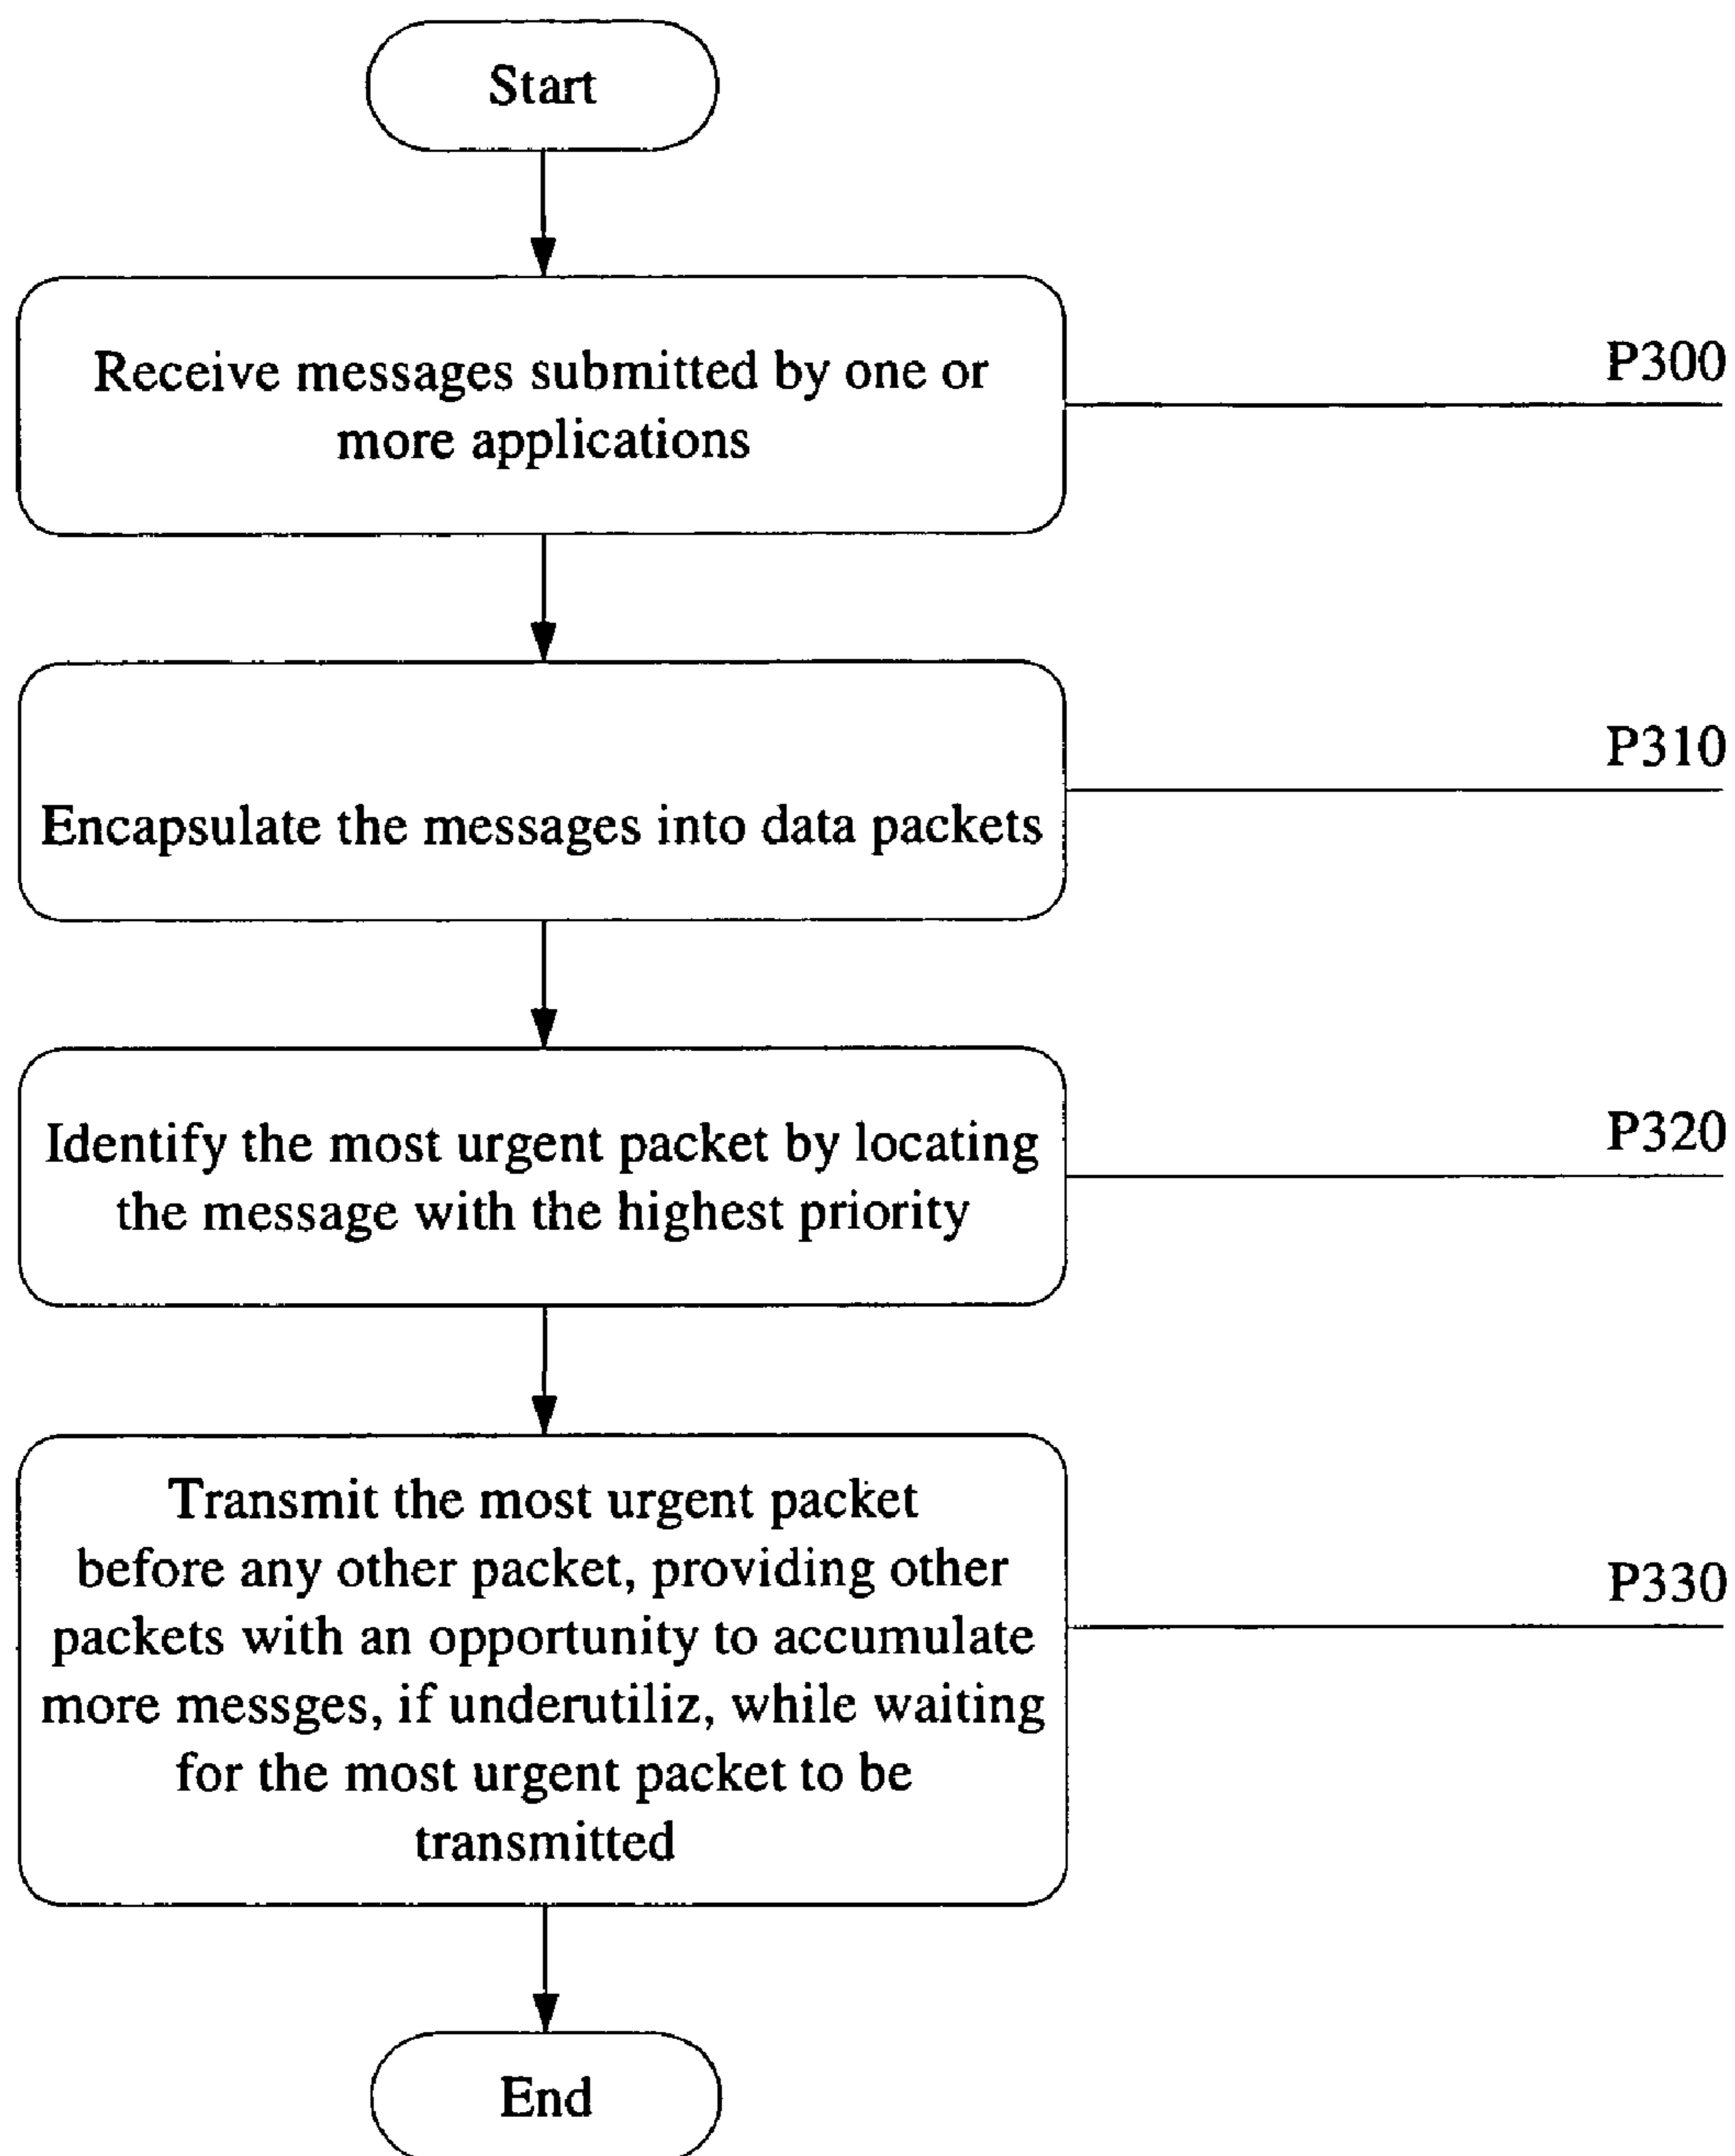 Start
Receive messages submitted by one or
more applications
P300
Encapsulate the messages into data packets
P310
Identify the most urgent packet by locating
the message with the highest priority
P320
Transmit the most urgent packet
before any other packet, providing other
packets with an opportunity to accumulate
more messges, if underutiliz, while waiting
for the most urgent packet to be
transmitted
P330
End